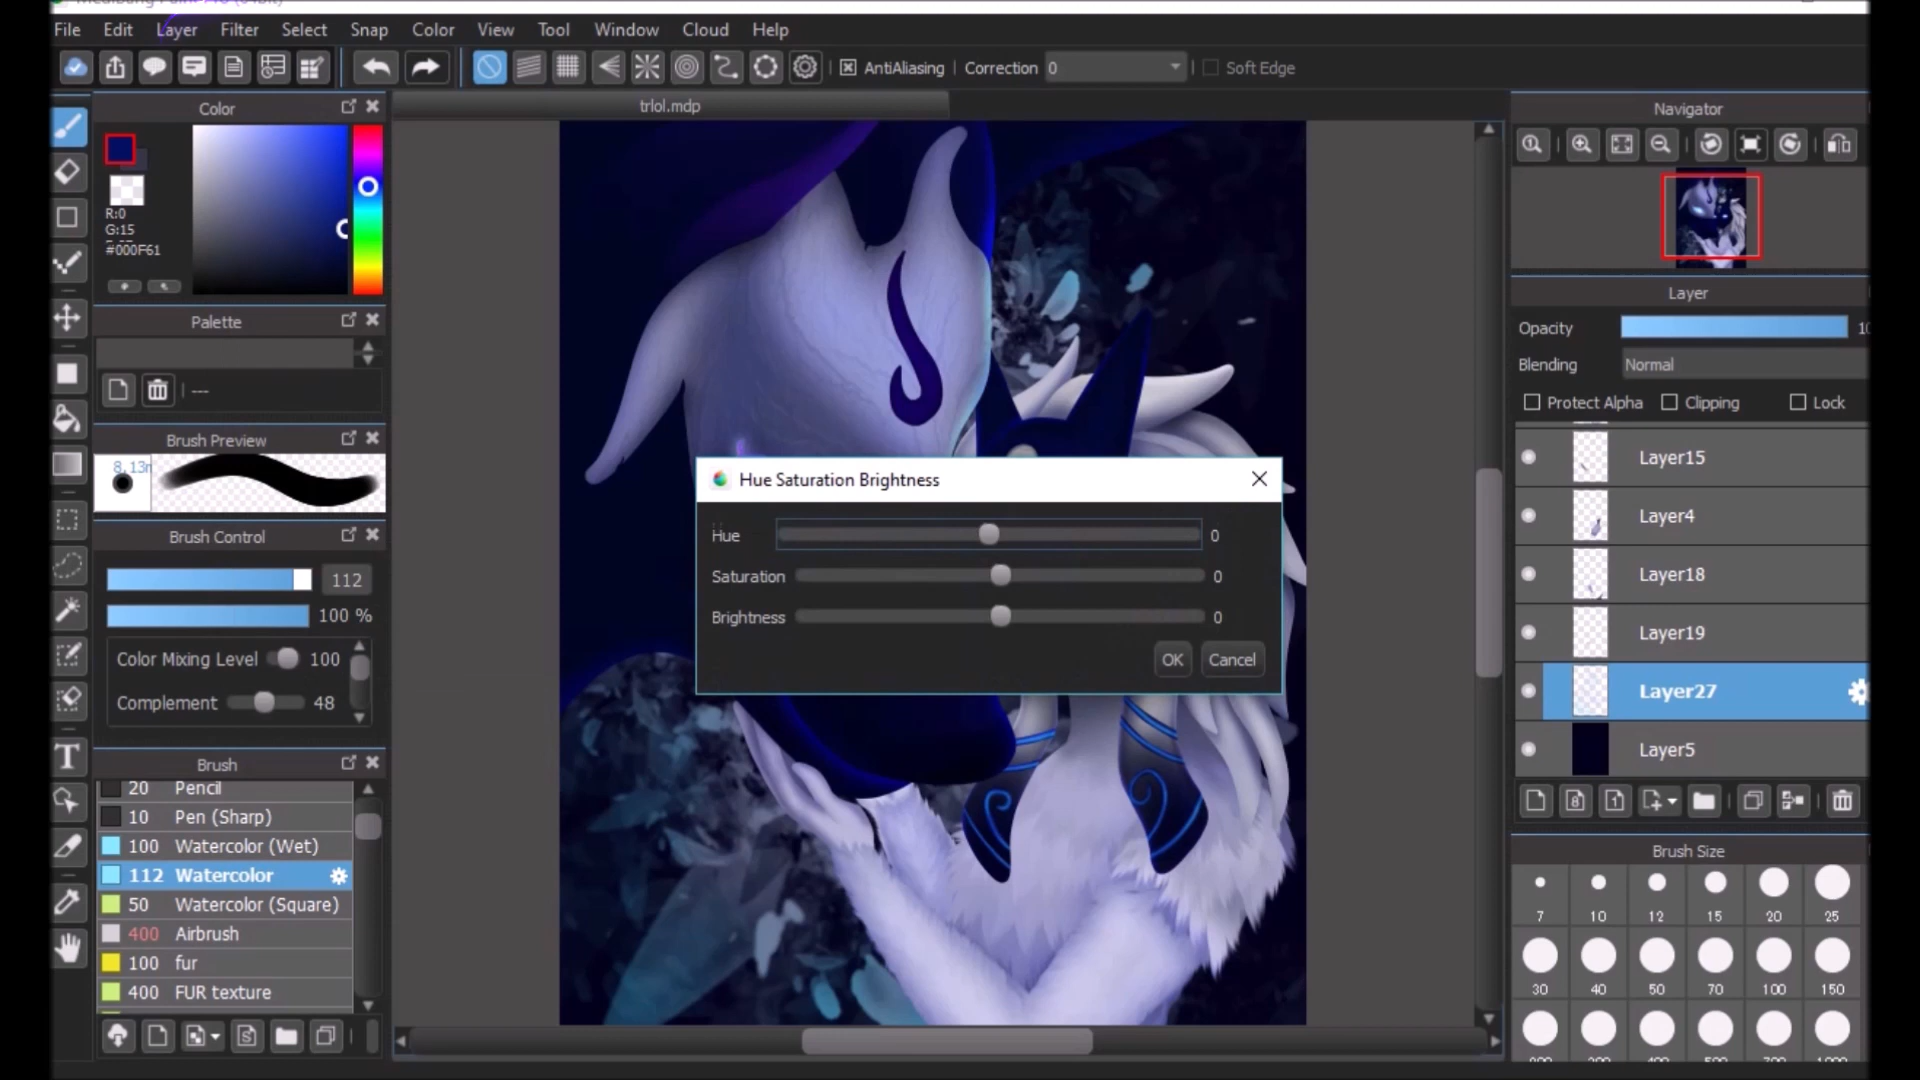 File Edit Layer Filter Select Snap Color View Tool Window Cloud Help
AntiAliasing Correction 0 Soft Edge
Color
trlol.mdp
Navigator
R:0
G:15
#000F61
Palette
---
Brush Preview
Brush Control
112
100 %
Color Mixing Level 100
Complement 48
Brush
20 Pencil
10 Pen (Sharp)
100 Watercolor (Wet)
112 Watercolor
50 Watercolor (Square)
400 Airbrush
100 fur
400 FUR texture
Hue Saturation Brightness
Hue 0
Saturation 0
Brightness 0
OK Cancel
Layer
Opacity
Blending Normal
Protect Alpha Clipping Lock
Layer15
Layer4
Layer18
Layer19
Layer27
Layer5
Brush Size
7 10 12 15 20 25
30 40 50 70 100 150